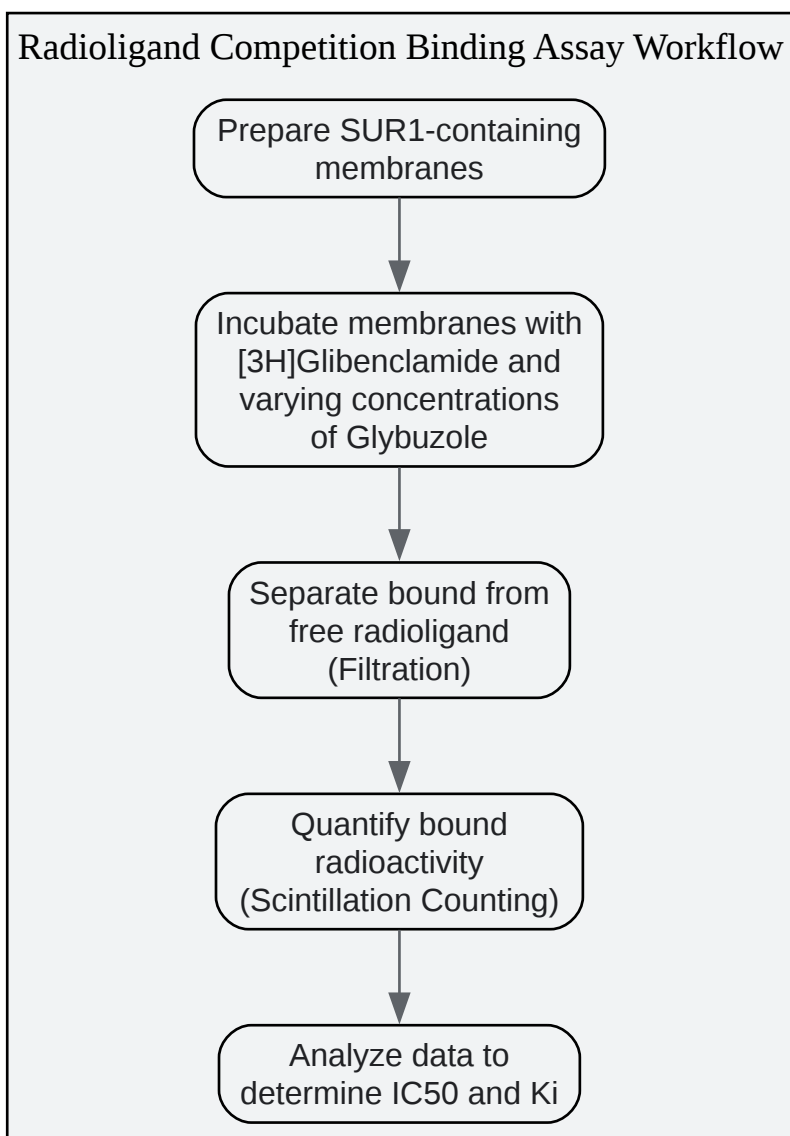 Radioligand Competition Binding Assay Workflow
Prepare SUR1-containing
membranes
Incubate membranes with
[3H]Glibenclamide and
varying concentrations
of Glybuzole
Separate bound from
free radioligand
(Filtration)
Quantify bound
radioactivity
(Scintillation Counting)
Analyze data to
determine IC50 and Ki